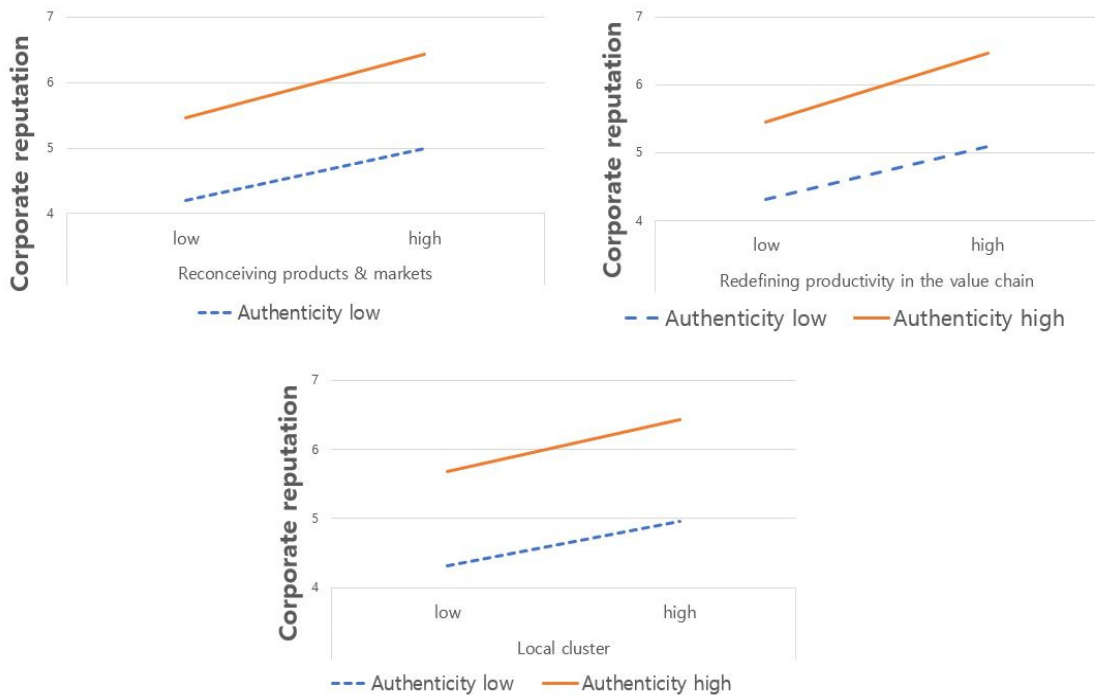 Corporate reputation
7
6
5
4
low high
Reconceiving products & markets
Authenticity low
Corporate reputation
7
6
5
4
low high
Redefining productivity in the value chain
Authenticity low Authenticity high
Corporate reputation
7
6
5
4
low high
Local cluster
Authenticity low Authenticity high